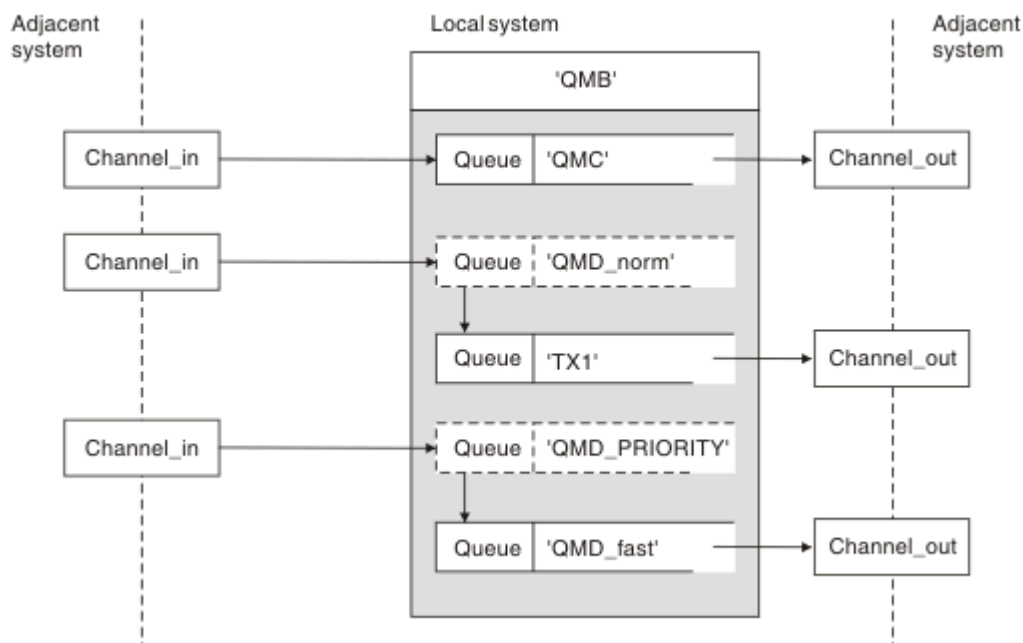 Adjacent
system
Local system
Adjacent
system
'QMB'
Channel_in
Queue 'QMC'
Channel_out
Channel_in
Queue 'QMD_norm'
Queue 'TX1'
Channel_out
Channel_in
Queue 'QMD_PRIORITY'
Queue 'QMD_fast'
Channel_out